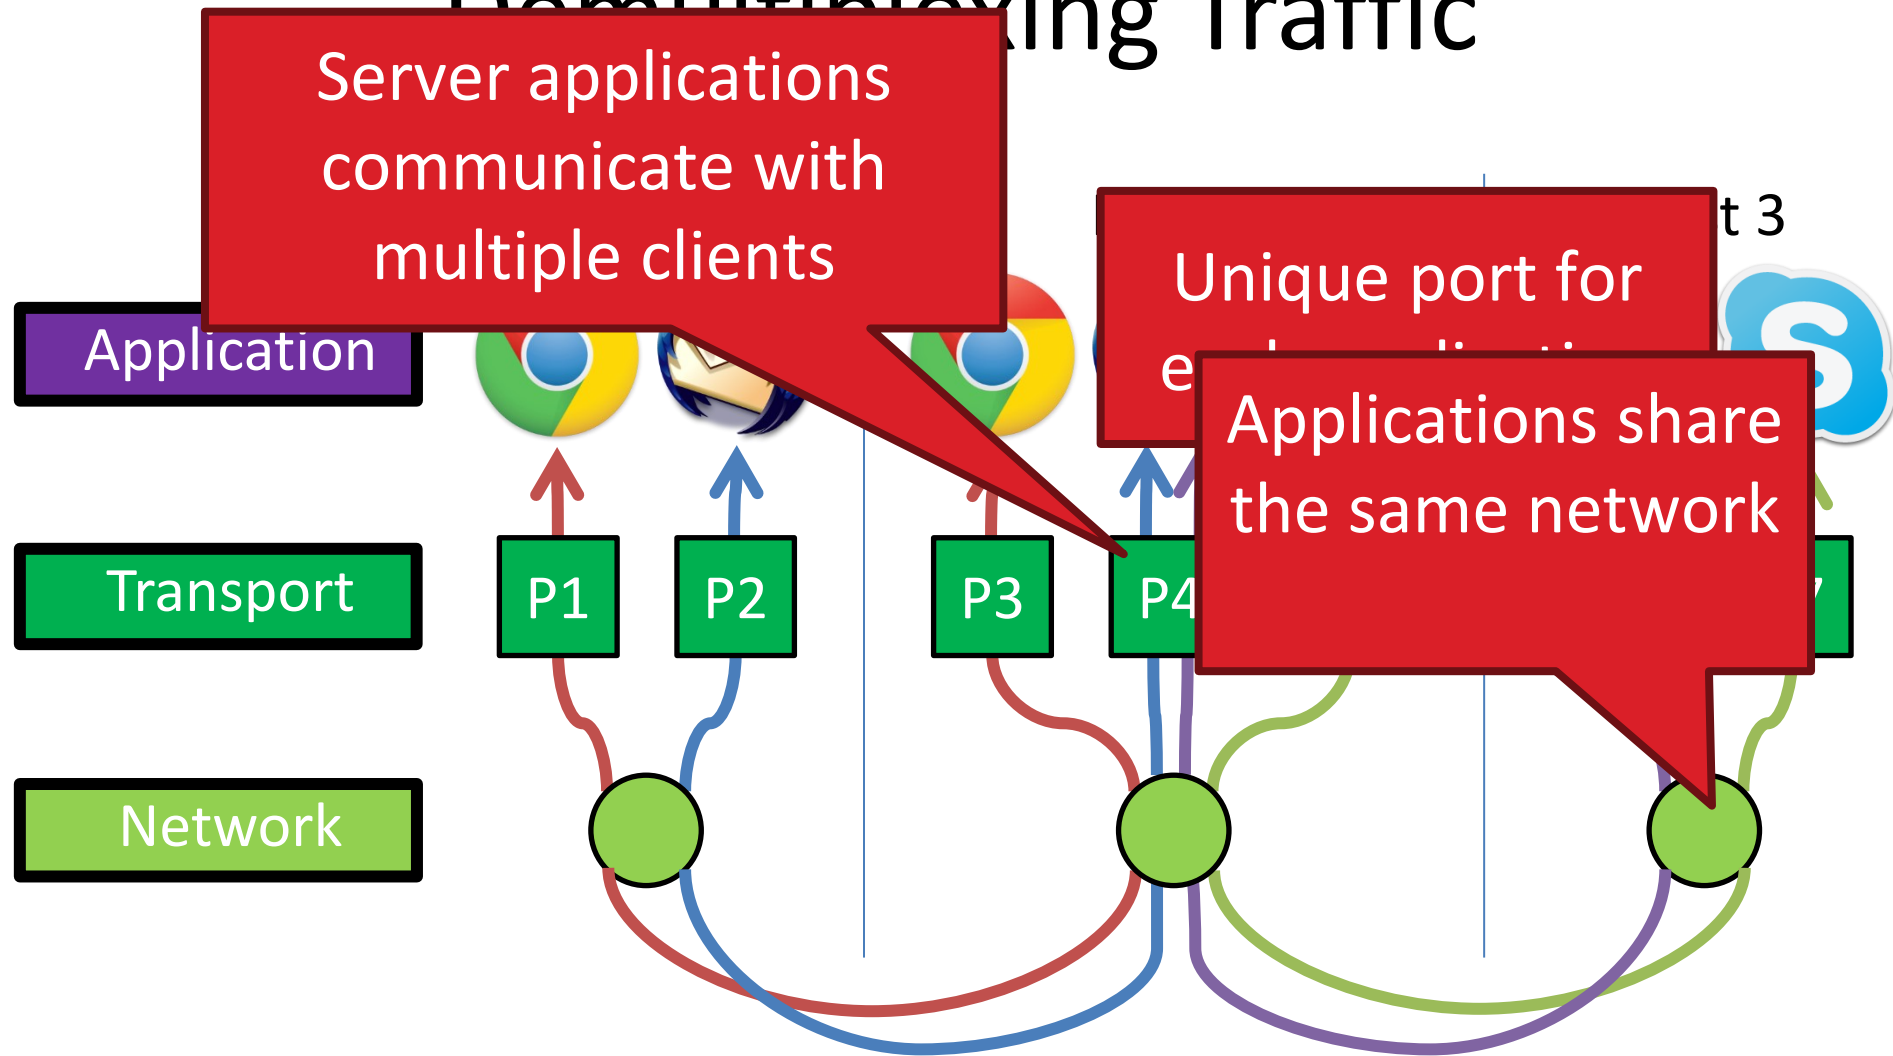 Traffic
Server applications
communicate with
multiple clients
3
Unique port for
Application
Applications share
the same network
Transport
P1
P2
P3
P4
Network